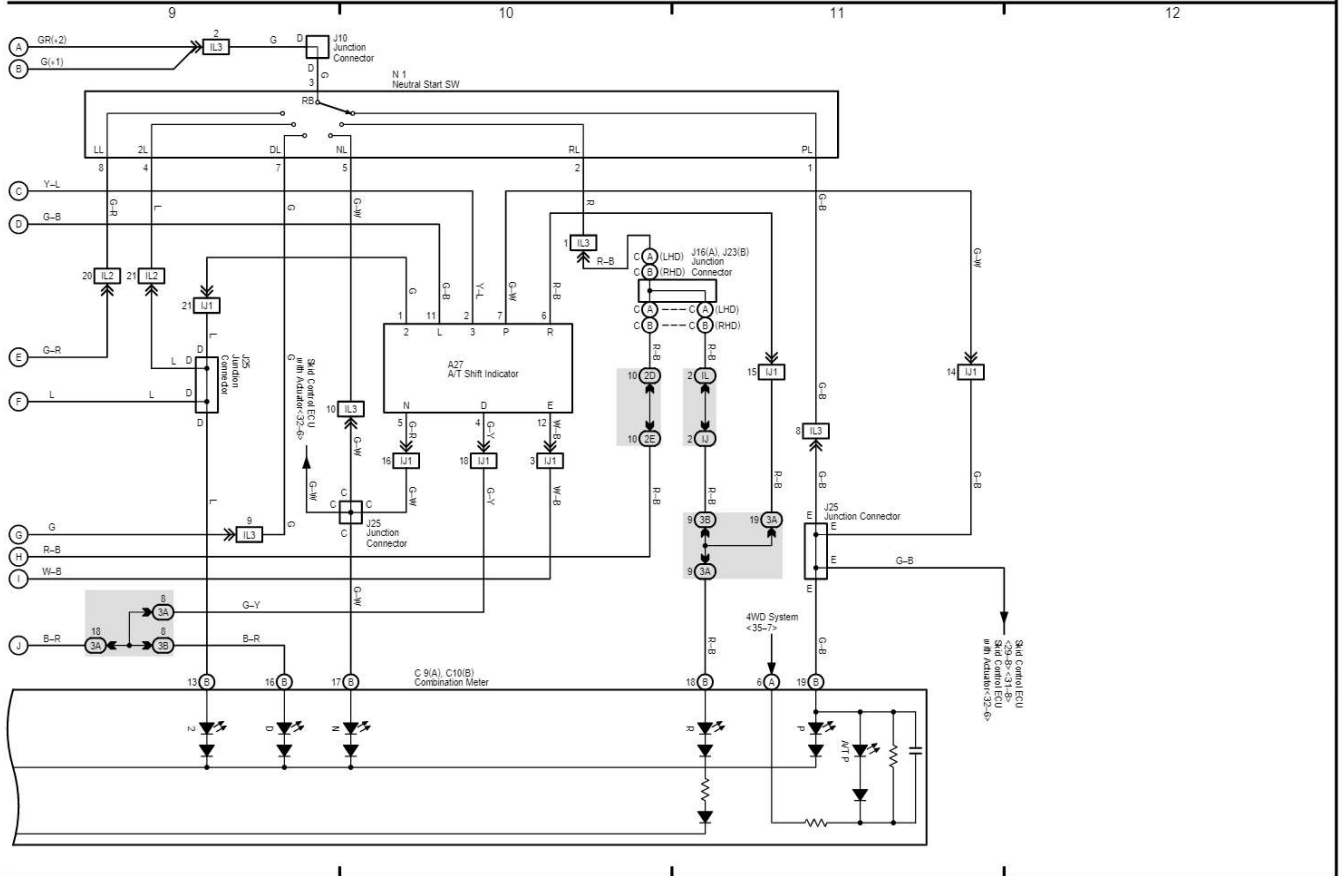 9
10
11
12
A
GR(*2)
2
IL3
G
D
J10
Junction
Connector
B
G(*1)
D
G
3
N 1
Neutral Start SW
RB
LL
2L
DL
NL
RL
PL
8
4
7
5
2
1
C
Y-L
G-R
L
G
G-W
R
G-B
D
G-B
G-W
1
IL3
R-B
C
A
(LHD)
J16(A), J23(B)
Junction
Connector
C
B
(RHD)
20
IL2
21
IL2
21
IJ1
G
G-B
Y-L
G-W
R-B
C
A
C
A
(LHD)
C
B
C
B
(RHD)
1
11
2
7
6
2
L
3
P
R
L
E
G-R
D
L
D
J25
Junction
Connector
G
Skid Control ECU
with Actuator<32-6>
A27
A/T Shift Indicator
R-B
R-B
10
2D
2
IL
15
IJ1
14
IJ1
G-B
F
L
L
D
D
10
IL3
N
D
E
5
4
12
G-R
G-Y
W-B
10
2E
2
IJ
8
IL3
G-W
16
IJ1
18
IJ1
3
IJ1
L
G-W
G-W
G-Y
W-B
R-B
R-B
R-B
G-B
G-B
G
G
9
IL3
G
C
C
C
C
J25
Junction
Connector
9
3B
19
3A
E
J25
Junction Connector
E
H
R-B
E
G-B
I
W-B
9
3A
E
G-W
8
3A
G-Y
4WD System
<35-7>
J
B-R
18
3A
8
3B
B-R
R-B
G-B
Skid Control ECU
<29-8><31-8>
Skid Control ECU
with Actuator<32-6>
C 9(A), C10(B)
Combination Meter
13
B
16
B
17
B
18
B
6
A
19
B
2
D
N
R
P
A/T P